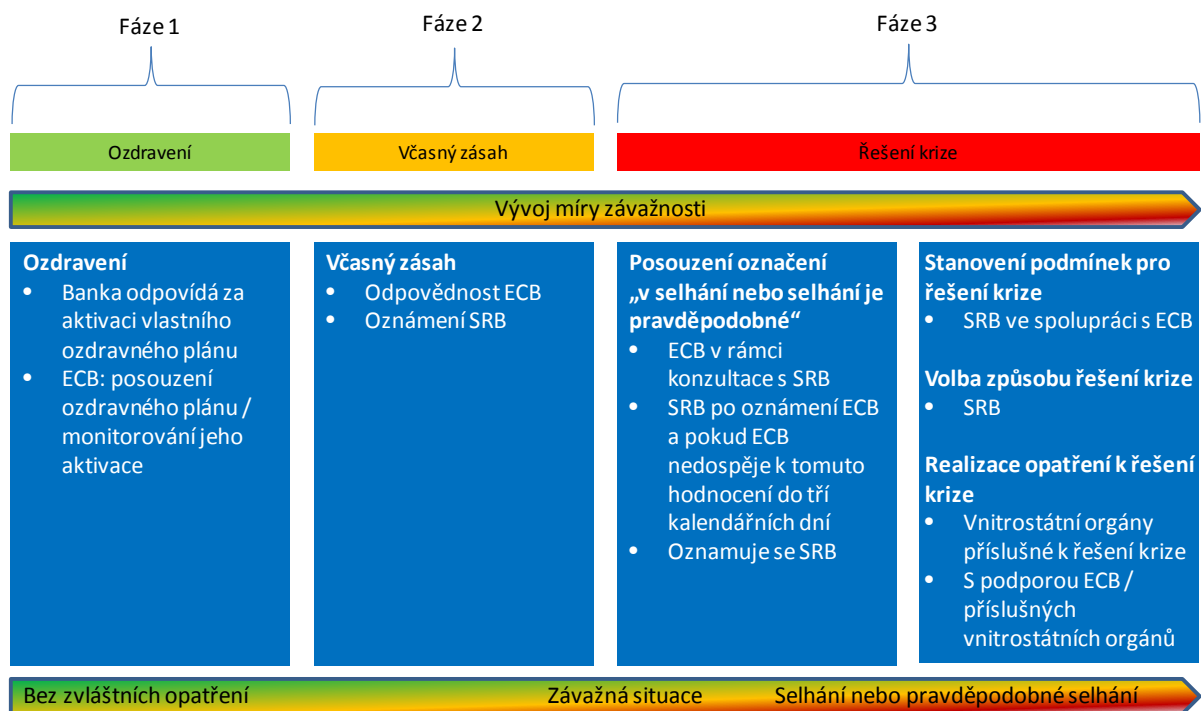 Fáze 1
Fáze 2
Fáze 3
Ozdravení
Včasný zásah
Řešení krize
Vývoj míry závažnosti
Ozdravení
• Banka odpovídá za
aktivaci vlastního
ozdravného plánu
• ECB: posouzení
ozdravného plánu /
monitorování jeho
aktivace
Včasný zásah
• Odpovědnost ECB
• Oznámení SRB
Posouzení označení
„v selhání nebo selhání je
pravděpodobné“
• ECB v rámci
konzultace s SRB
• SRB po oznámení ECB
a pokud ECB
nedospěje k tomuto
hodnocení do tří
kalendářních dní
• Oznamuje se SRB
Stanovení podmínek pro
řešení krize
• SRB ve spolupráci s ECB
Volba způsobu řešení krize
• SRB
Realizace opatření k řešení
krize
• Vnitrostátní orgány
příslušné k řešení krize
• S podporou ECB /
příslušných
vnitrostátních orgánů
Bez zvláštních opatření
Závažná situace
Selhání nebo pravděpodobné selhání